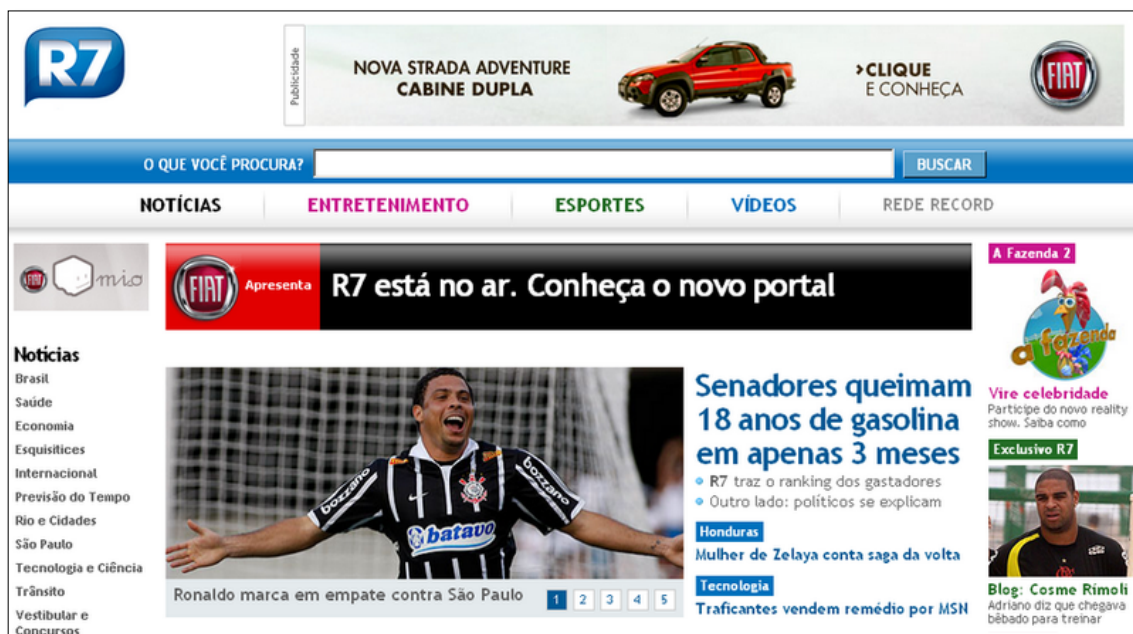 R7
Publicidade
NOVA STRADA ADVENTURE
CABINE DUPLA
>CLIQUE
E CONHEÇA
FIAT
O QUE VOCÊ PROCURA?
BUSCAR
NOTÍCIAS
ENTRETENIMENTO
ESPORTES
VÍDEOS
REDE RECORD
FIAT
mio
FIAT
Apresenta
R7 está no ar. Conheça o novo portal
A Fazenda 2
a fazenda
Vire celebridade
Participe do novo reality
show. Saiba como
Notícias
Brasil
Saúde
Economia
Esquisitices
Internacional
Previsão do Tempo
Rio e Cidades
São Paulo
Tecnologia e Ciência
Trânsito
Vestibular e
Concursos
bozzano
bozzano
batavo
Ronaldo marca em empate contra São Paulo
1 2 3 4 5
Senadores queimam
18 anos de gasolina
em apenas 3 meses
R7 traz o ranking dos gastadores
Outro lado: políticos se explicam
Honduras
Mulher de Zelaya conta saga da volta
Tecnologia
Traficantes vendem remédio por MSN
Exclusivo R7
Blog: Cosme Rímoli
Adriano diz que chegava
bêbado para treinar